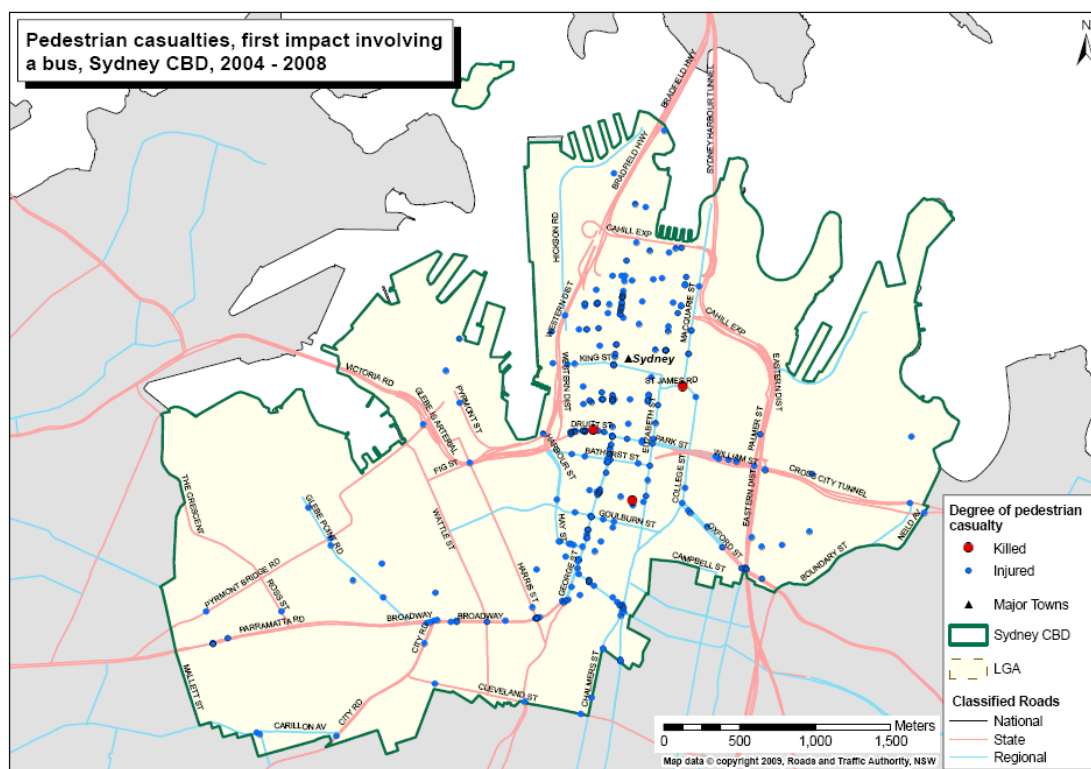 Pedestrian casualties, first impact involving
a bus, Sydney CBD, 2004 - 2008
N
BRADFIELD HWY
SYDNEY HARBOUR TUNNEL
BRADFIELD HWY
HICKSON RD
CAHILL EXP
WESTERN DIST
MACQUARIE ST
CAHILL EXP
EASTERN DIST
KING ST
Sydney
WESTERN DIST
ST JAMES RD
VICTORIA RD
GLEBE IS ARTERIAL
PYRMONT ST
ELIZABETH ST
DRUITT ST
PARK ST
PALMER ST
HARBOUR ST
BATHURST ST
WILLIAM ST
FIG ST
COLLEGE ST
CROSS CITY TUNNEL
EASTERN DIST
THE CRESCENT
GLEBE POINT RD
WATTLE ST
HAY ST
GOULBURN ST
OXFORD ST
NEILD AV
BOUNDARY ST
CAMPBELL ST
PYRMONT BRIDGE RD
ROSS ST
HARRIS ST
GEORGE ST
PARRAMATTA RD
BROADWAY
BROADWAY
CITY RD
MALLETT ST
CLEVELAND ST
CHALMERS ST
CITY RD
CARILLON AV
Degree of pedestrian
casualty
Killed
Injured
Major Towns
Sydney CBD
LGA
Classified Roads
National
State
Regional
Meters
0 500 1,000 1,500
Map data © copyright 2009, Roads and Traffic Authority, NSW